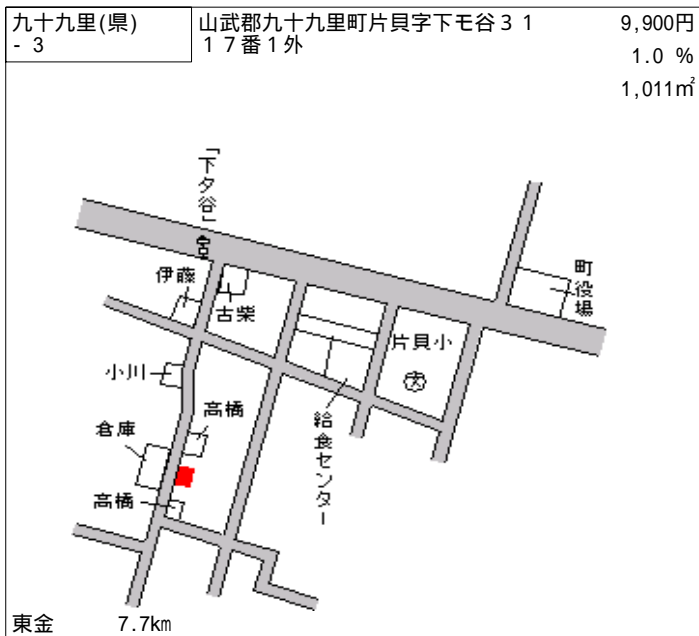 九十九里(県)
- 3
山武郡九十九里町片貝字下モ谷31
17番1外
9,900円
1.0 %
1,011㎡
「下タ谷」
伊藤
古柴
町役場
片貝小
小川
高橋
倉庫
給食センター
高橋
東金 7.7km